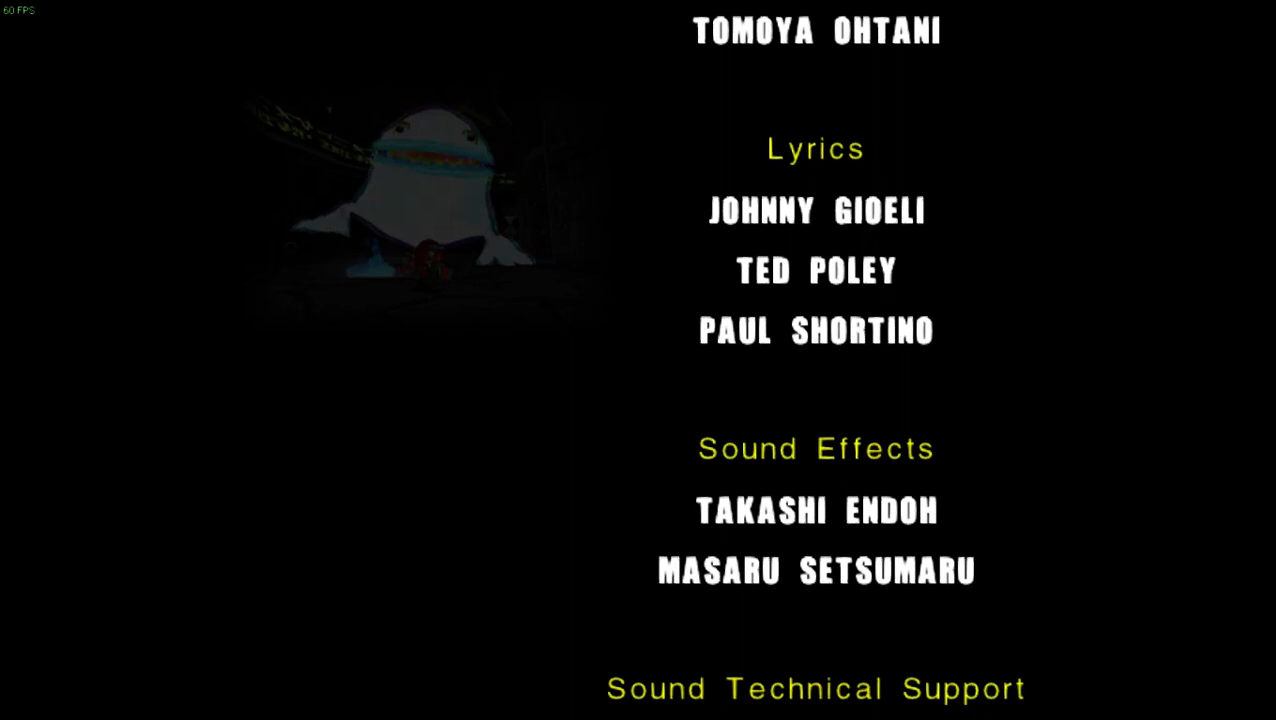 60 FPS
TOMOYA OHTANI
Lyrics
JOHNNY GIOELI
TED POLEY
PAUL SHORTINO
Sound Effects
TAKASHI ENDOH
MASARU SETSUMARU
Sound Technical Support